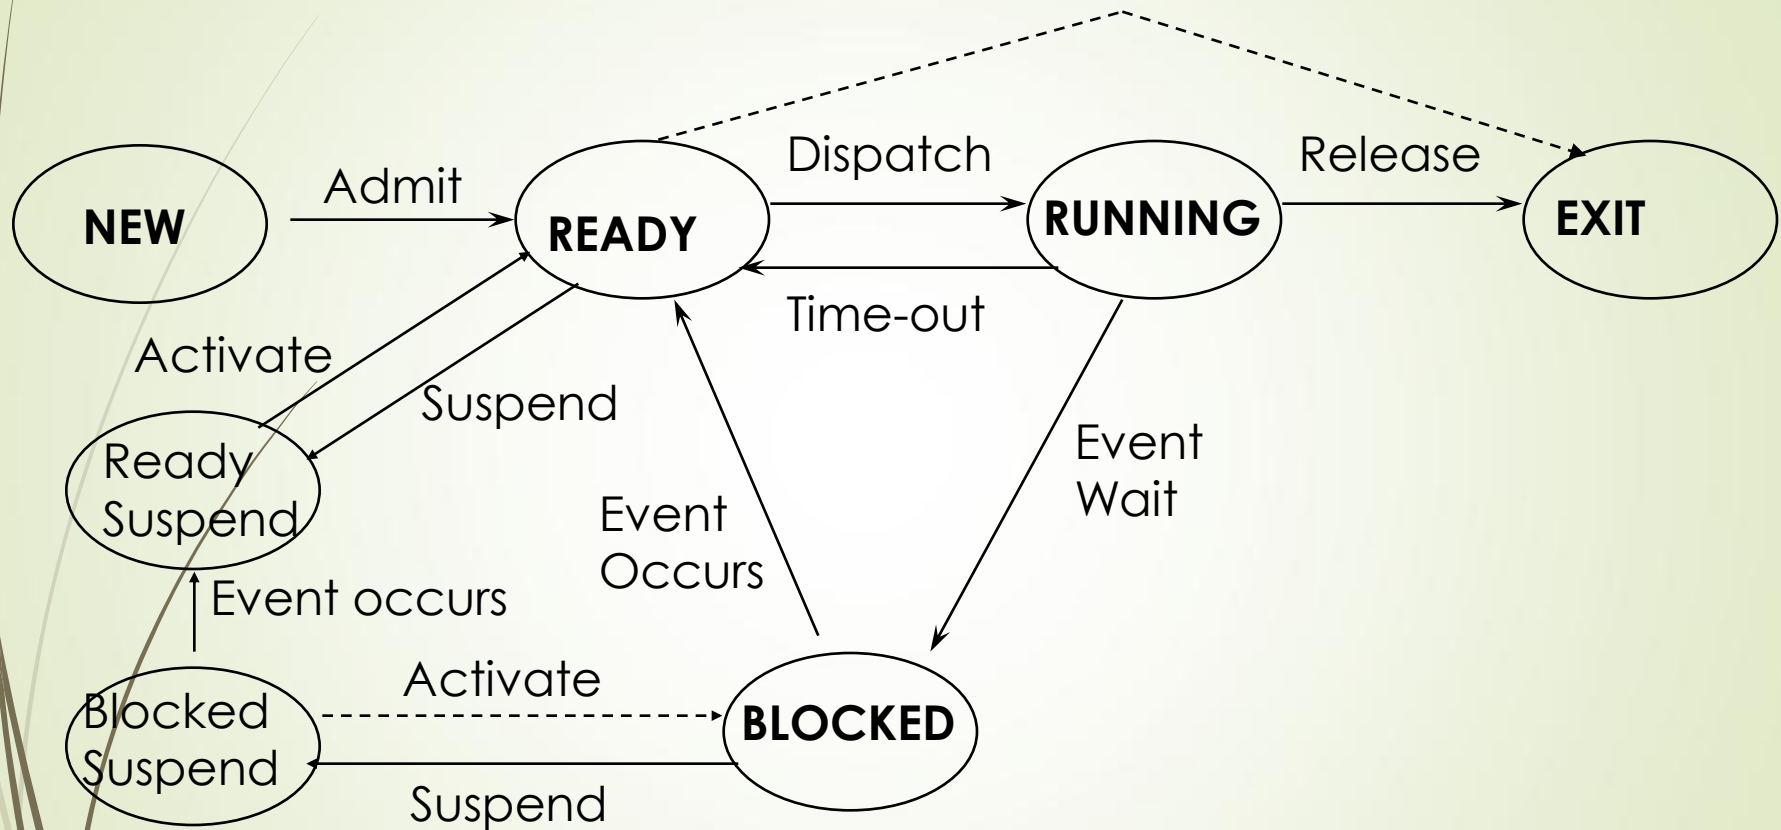 Dispatch
Release
Admit
NEW
READY
RUNNING
EXIT
Time-out
Activate
Suspend
Event
Wait
Ready
Suspend
Event
Occurs
Event occurs
Activate
Blocked
Suspend
BLOCKED
Suspend